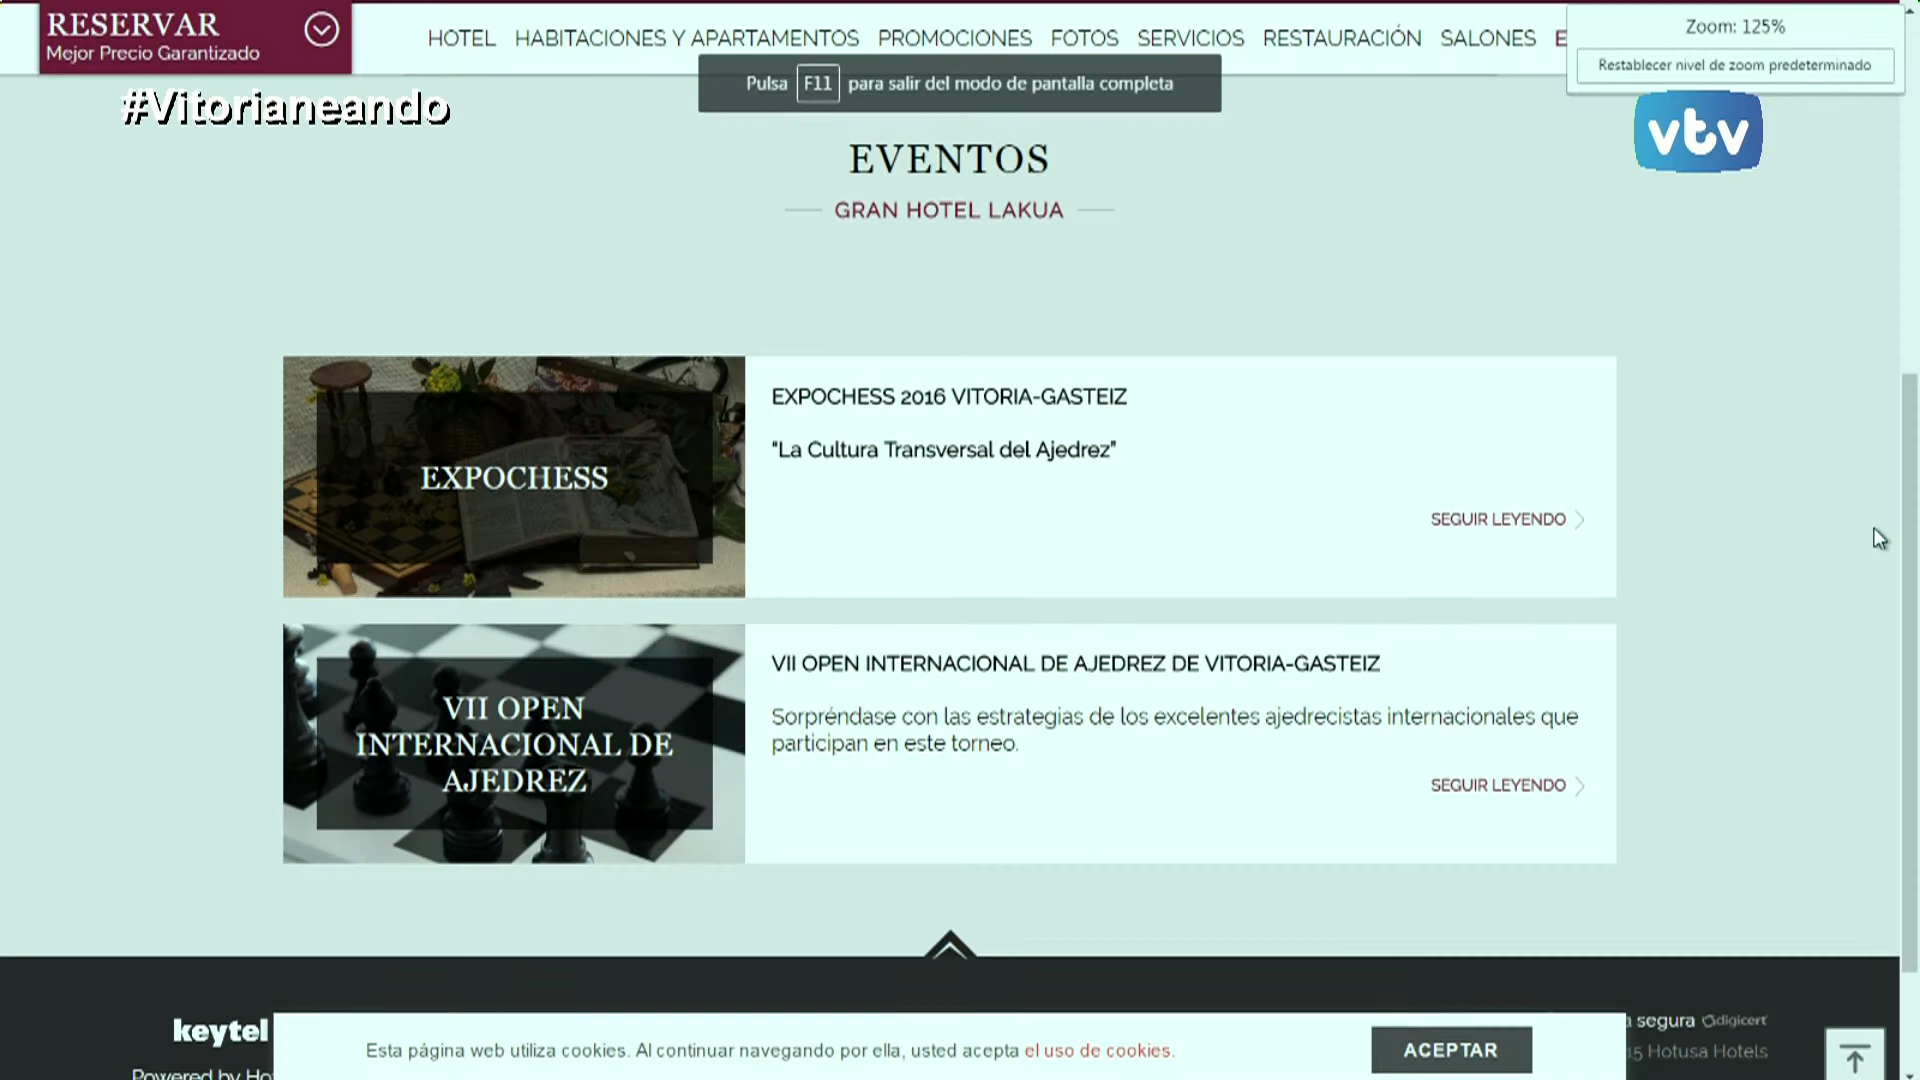 RESERVAR
Mejor Precio Garantizado
HOTEL HABITACIONES Y APARTAMENTOS PROMOCIONES FOTOS SERVICIOS RESTAURACIÓN SALONES
Zoom: 125%
Restablecer nivel de zoom predeterminado
Pulsa F11 para salir del modo de pantalla completa
#Vitorianeando
vtv
EVENTOS
GRAN HOTEL LAKUA
EXPOCHESS
EXPOCHESS 2016 VITORIA-GASTEIZ
"La Cultura Transversal del Ajedrez"
SEGUIR LEYENDO
VII OPEN
INTERNACIONAL DE
AJEDREZ
VII OPEN INTERNACIONAL DE AJEDREZ DE VITORIA-GASTEIZ
Sorpréndase con las estrategias de los excelentes ajedrecistas internacionales que
participan en este torneo.
SEGUIR LEYENDO
keytel
Powered by
Esta página web utiliza cookies. Al continuar navegando por ella, usted acepta el uso de cookies.
ACEPTAR
segura digicert
15 Hotusa Hotels